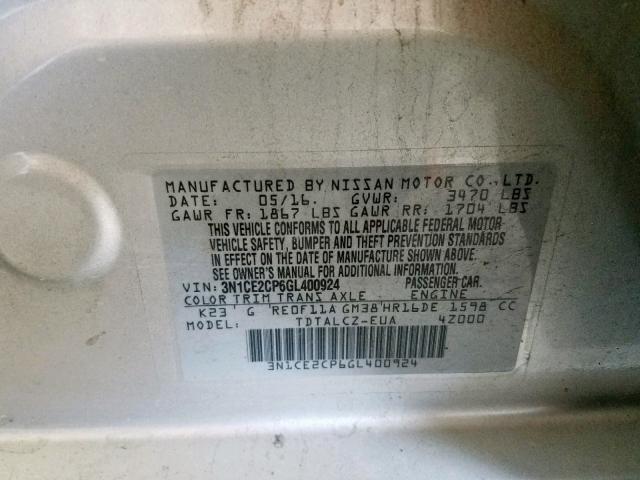 MANUFACTURED BY NISSAN MOTOR CO., LTD.
DATE: 05/16. GVWR: 3470 LBS
GAWR FR: 1867 LBS GAWR RR: 1704 LBS
THIS VEHICLE CONFORMS TO ALL APPLICABLE FEDERAL MOTOR
VEHICLE SAFETY, BUMPER AND THEFT PREVENTION STANDARDS
IN EFFECT ON THE DATE OF MANUFACTURE SHOWN ABOVE.
SEE OWNER'S MANUAL FOR ADDITIONAL INFORMATION.
VIN: 3N1CE2CP6GL400924 PASSENGER CAR.
COLOR TRIM TRANS AXLE ENGINE
K23 G RE0F11A GM38 HR16DE 1598 CC
MODEL: TDTALCZ-EUA 4Z000
3N1CE2CP6GL400924